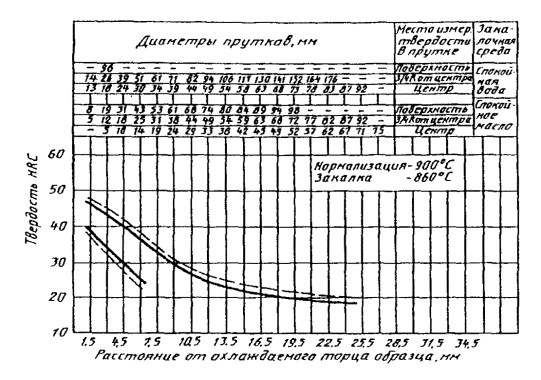 Диаметры прутков, мм
Место измер. твердости в прутке
Закалочная среда
- 98 - - - - - - - - - - - - - - Поверхность
14 28 39 51 61 71 82 94 106 117 130 141 152 164 176 - 3/4R от центра
13 18 24 30 34 39 44 49 54 58 63 68 73 78 83 87 92 - Центр
Спокойная вода
8 19 31 43 53 61 68 74 80 84 89 94 98 - - - - Поверхность
5 12 18 25 31 38 44 49 54 59 63 68 72 77 82 87 92 - 3/4R от центра
- 5 10 14 19 24 29 33 38 42 45 49 52 57 62 67 71 75 Центр
Спокойное масло
Нормализация - 900°C
Закалка - 860°C
Твердость HRC
60
50
40
30
20
10
1,5 4,5 7,5 10,5 13,5 16,5 19,5 22,5 25,5 28,5 31,5 34,5
Расстояние от охлаждаемого торца образца, мм